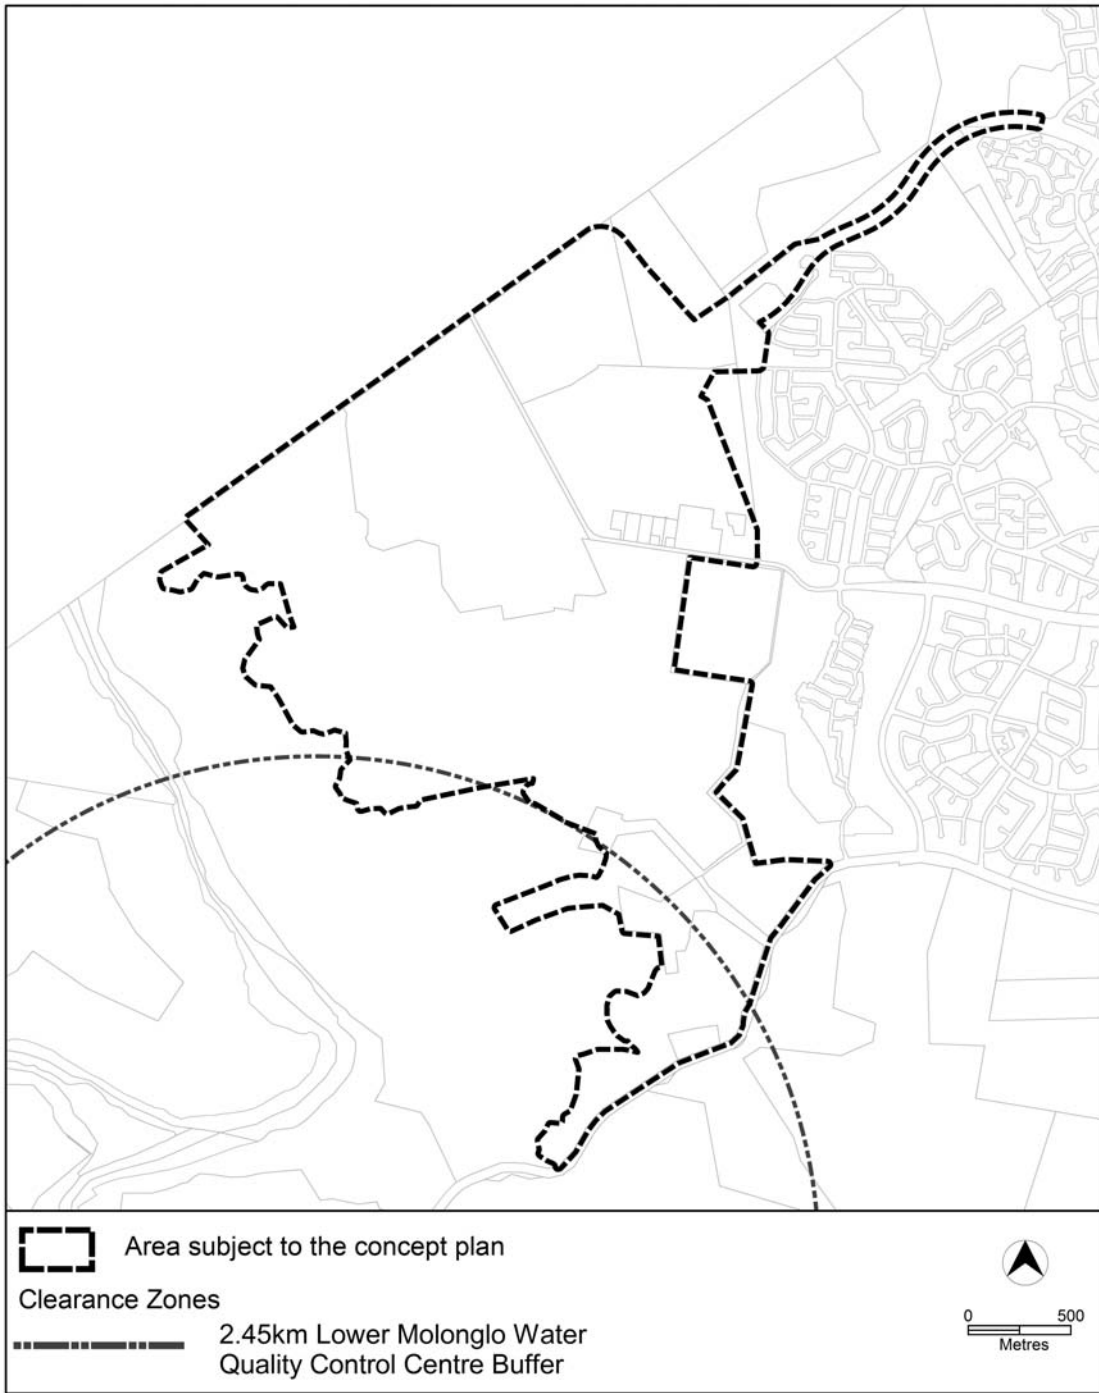 Area subject to the concept plan
Clearance Zones
2.45km Lower Molonglo Water
Quality Control Centre Buffer
0 500
Metres